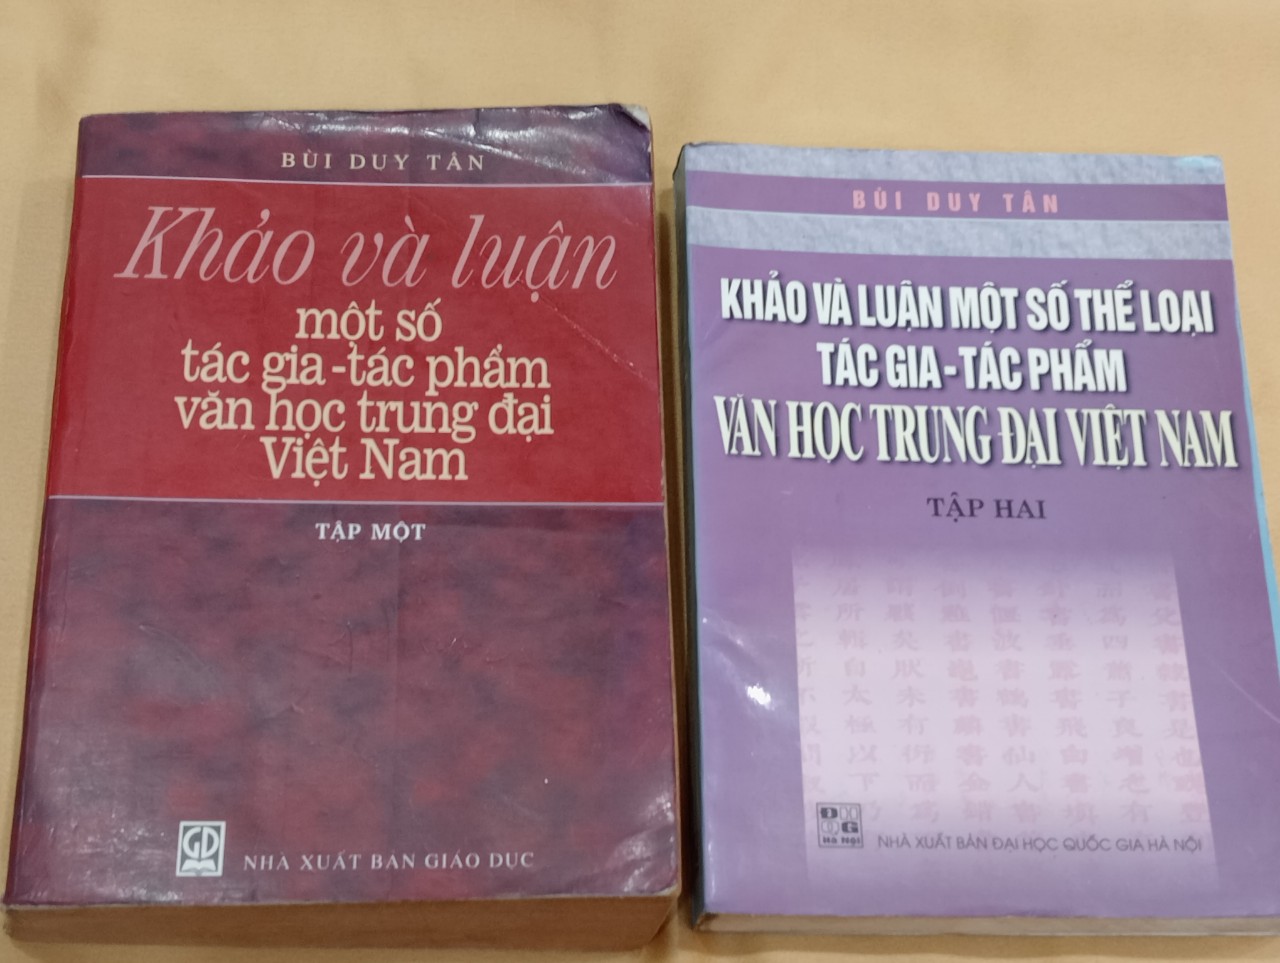 BÙI DUY TÂN
Khảo và luận
một số
tác gia-tác phẩm
văn học trung đại
Việt Nam
TẬP MỘT
GD
NHÀ XUẤT BẢN GIÁO DỤC
BÙI DUY TÂN
KHẢO VÀ LUẬN MỘT SỐ THỂ LOẠI
TÁC GIA-TÁC PHẨM
VĂN HỌC TRUNG ĐẠI VIỆT NAM
TẬP HAI
Hà Nội
NHÀ XUẤT BẢN ĐẠI HỌC QUỐC GIA HÀ NỘI